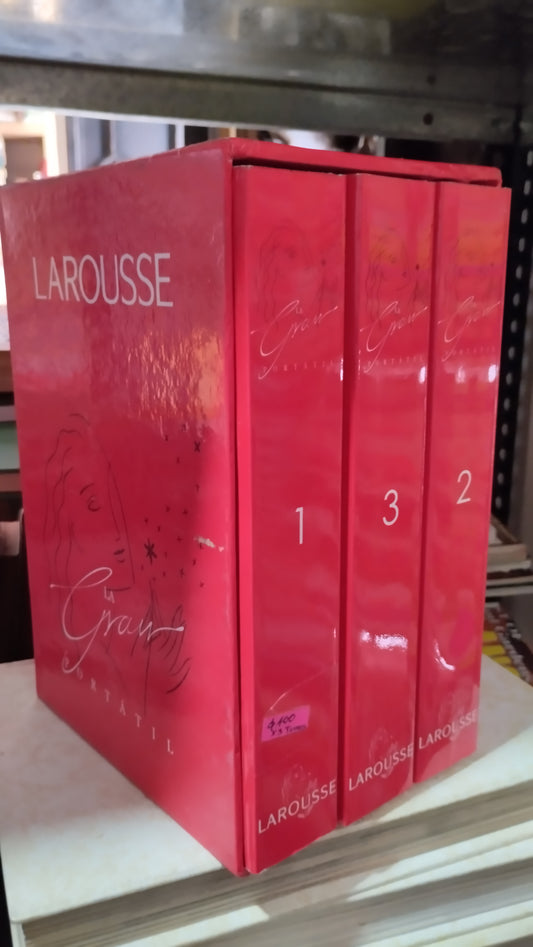 LAROUSSE
LA
Gran
PORTÁTIL
La
Gran
PORTÁTIL
1
$400
x 3 Tomos
LAROUSSE
La
Gran
PORTÁTIL
3
LAROUSSE
La
Gran
PORTÁTIL
2
LAROUSSE